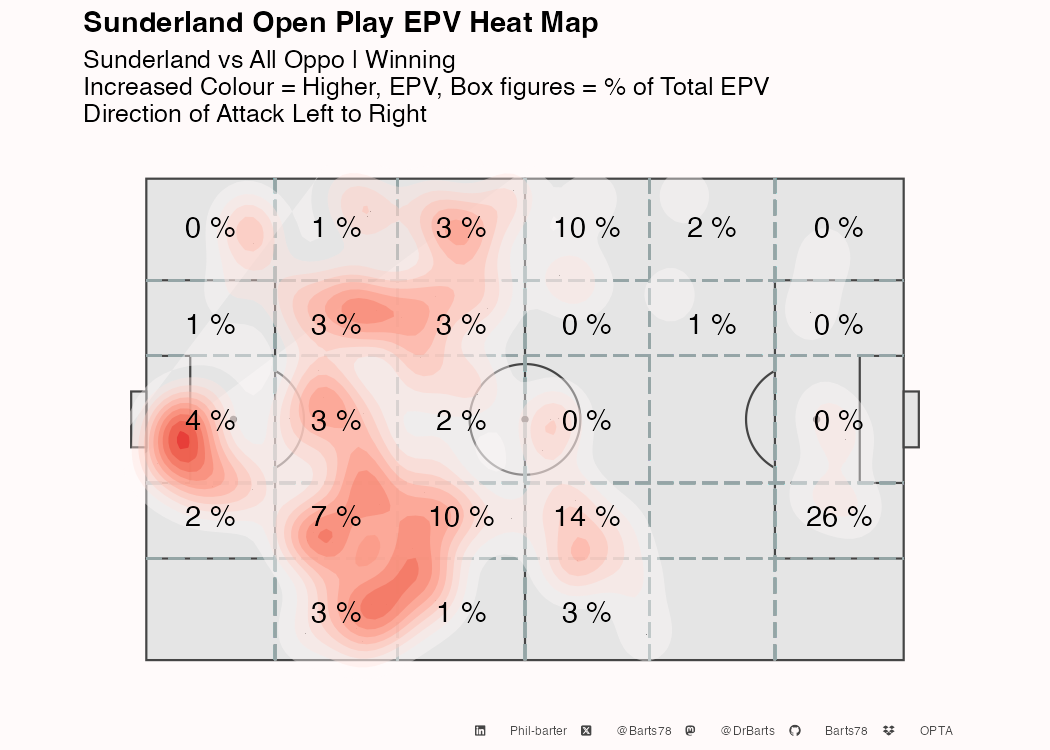 Sunderland Open Play EPV Heat Map
Sunderland vs All Oppo | Winning
Increased Colour = Higher, EPV, Box figures = % of Total EPV
Direction of Attack Left to Right
0 % 1 % 3 % 10 % 2 % 0 %
1 % 3 % 3 % 0 % 1 % 0 %
4 % 3 % 2 % 0 % 0 %
2 % 7 % 10 % 14 % 26 %
3 % 1 % 3 %
Phil-barter @Barts78 @DrBarts Barts78 OPTA